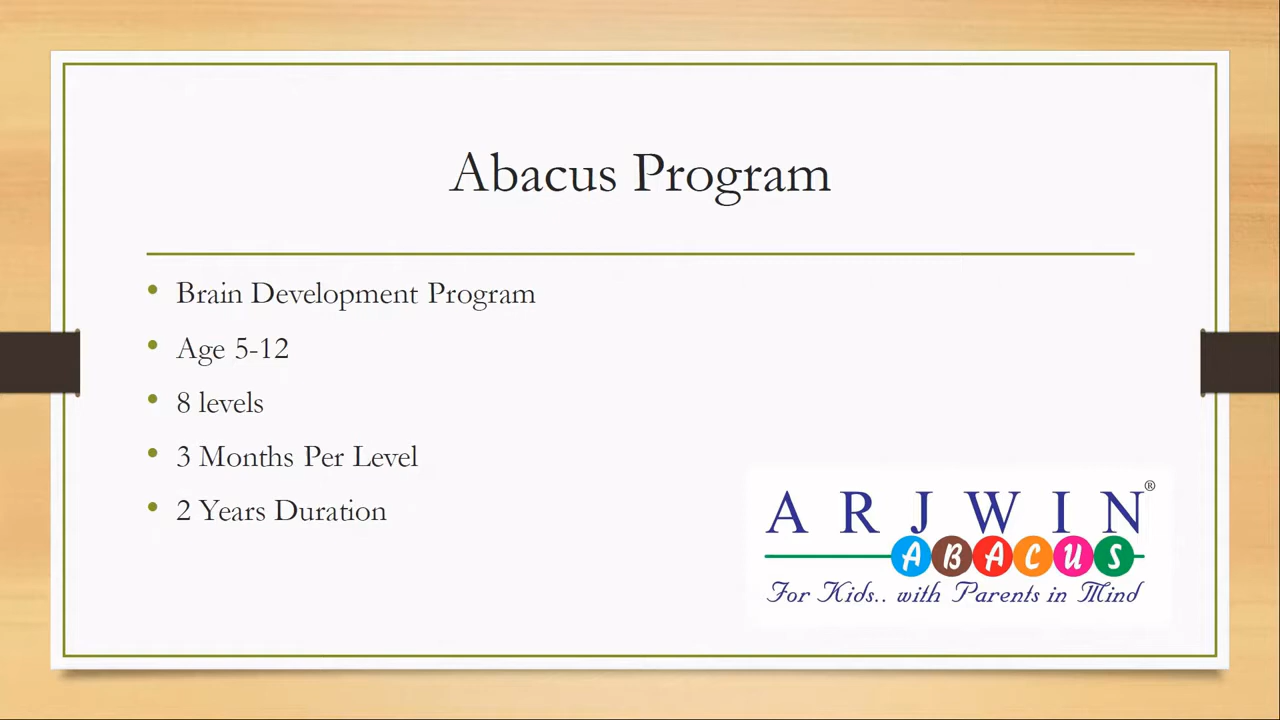 Abacus Program
• Brain Development Program
• Age 5-12
• 8 levels
• 3 Months Per Level
• 2 Years Duration
ARJWIN®
ABACUS
For Kids.. with Parents in Mind